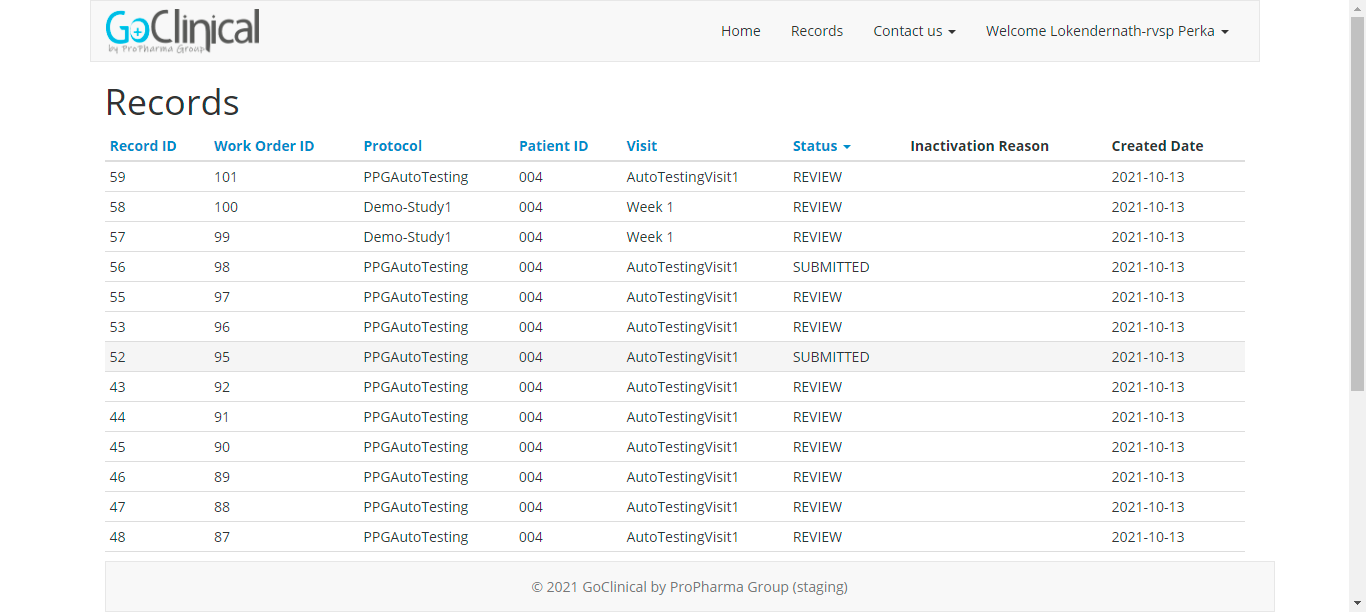 GoClinical
by ProPharma Group
Home Records Contact us Welcome Lokendernath-rvsp Perka
Records
Record ID Work Order ID Protocol Patient ID Visit Status Inactivation Reason Created Date
59 101 PPGAutoTesting 004 AutoTestingVisit1 REVIEW 2021-10-13
58 100 Demo-Study1 004 Week 1 REVIEW 2021-10-13
57 99 Demo-Study1 004 Week 1 REVIEW 2021-10-13
56 98 PPGAutoTesting 004 AutoTestingVisit1 SUBMITTED 2021-10-13
55 97 PPGAutoTesting 004 AutoTestingVisit1 REVIEW 2021-10-13
53 96 PPGAutoTesting 004 AutoTestingVisit1 REVIEW 2021-10-13
52 95 PPGAutoTesting 004 AutoTestingVisit1 SUBMITTED 2021-10-13
43 92 PPGAutoTesting 004 AutoTestingVisit1 REVIEW 2021-10-13
44 91 PPGAutoTesting 004 AutoTestingVisit1 REVIEW 2021-10-13
45 90 PPGAutoTesting 004 AutoTestingVisit1 REVIEW 2021-10-13
46 89 PPGAutoTesting 004 AutoTestingVisit1 REVIEW 2021-10-13
47 88 PPGAutoTesting 004 AutoTestingVisit1 REVIEW 2021-10-13
48 87 PPGAutoTesting 004 AutoTestingVisit1 REVIEW 2021-10-13
© 2021 GoClinical by ProPharma Group (staging)